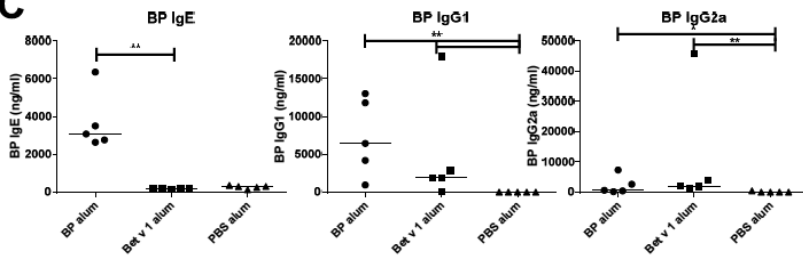 C
BP IgE
BP IgE (ng/ml)
8000
6000
4000
2000
0
**
BP alum
Bet v 1 alum
PBS alum
BP IgG1
BP IgG1 (ng/ml)
20000
15000
10000
5000
0
**
BP alum
Bet v 1 alum
PBS alum
BP IgG2a
BP IgG2a (ng/ml)
50000
40000
30000
20000
10000
0
*
**
BP alum
Bet v 1 alum
PBS alum